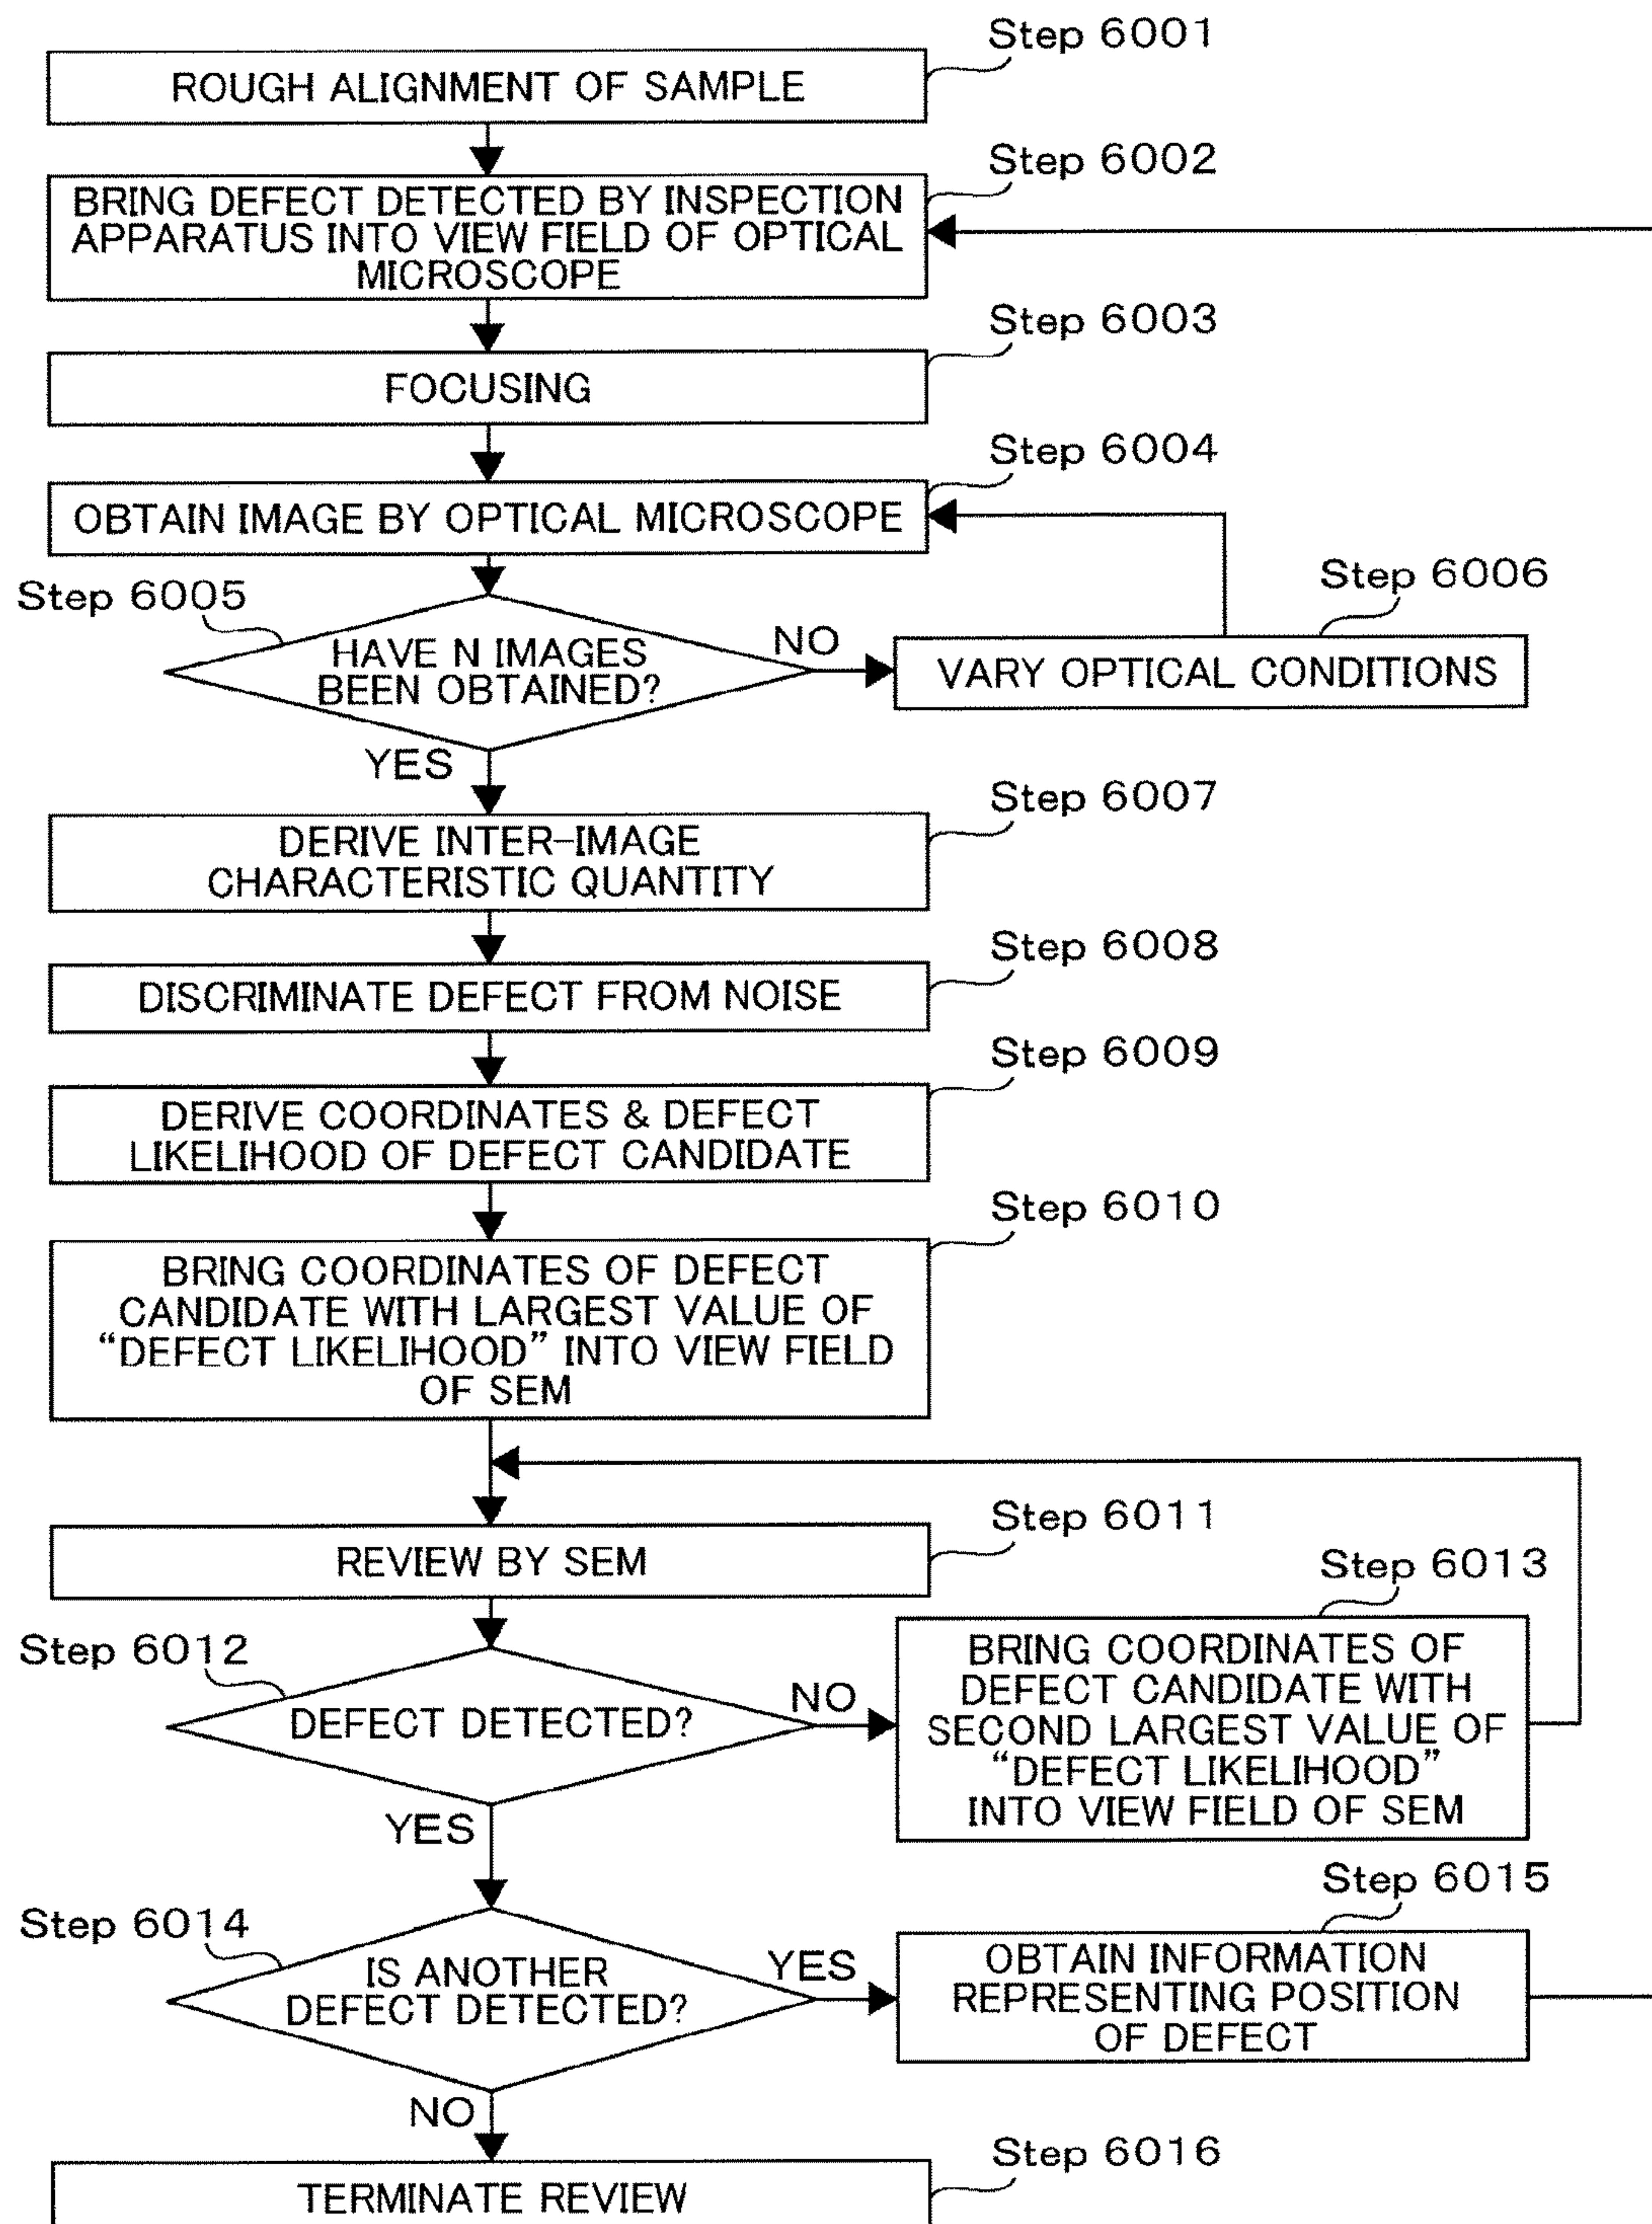 Step 6001
ROUGH ALIGNMENT OF SAMPLE
Step 6002
BRING DEFECT DETECTED BY INSPECTION
APPARATUS INTO VIEW FIELD OF OPTICAL
MICROSCOPE
Step 6003
FOCUSING
Step 6004
OBTAIN IMAGE BY OPTICAL MICROSCOPE
Step 6005
HAVE N IMAGES
BEEN OBTAINED?
NO
Step 6006
VARY OPTICAL CONDITIONS
YES
Step 6007
DERIVE INTER-IMAGE
CHARACTERISTIC QUANTITY
Step 6008
DISCRIMINATE DEFECT FROM NOISE
Step 6009
DERIVE COORDINATES & DEFECT
LIKELIHOOD OF DEFECT CANDIDATE
Step 6010
BRING COORDINATES OF DEFECT
CANDIDATE WITH LARGEST VALUE OF
“DEFECT LIKELIHOOD” INTO VIEW FIELD
OF SEM
Step 6011
REVIEW BY SEM
Step 6012
DEFECT DETECTED?
NO
Step 6013
BRING COORDINATES OF
DEFECT CANDIDATE WITH
SECOND LARGEST VALUE OF
“DEFECT LIKELIHOOD”
INTO VIEW FIELD OF SEM
YES
Step 6014
IS ANOTHER
DEFECT DETECTED?
YES
Step 6015
OBTAIN INFORMATION
REPRESENTING POSITION
OF DEFECT
NO
Step 6016
TERMINATE REVIEW